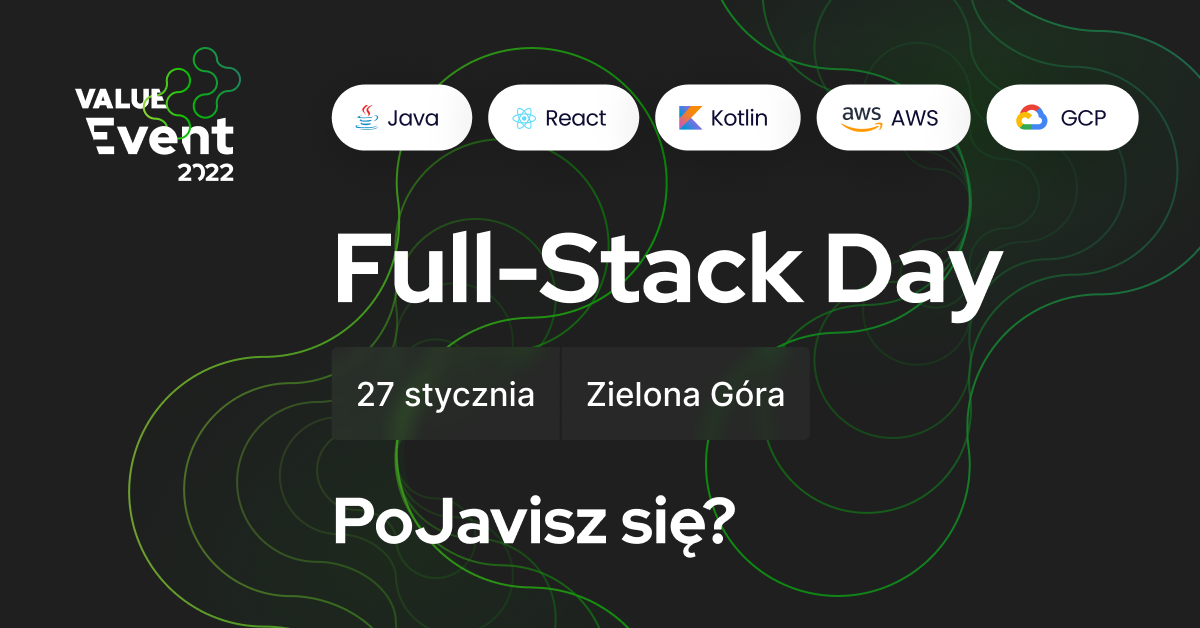 VALUE
Event
2022
Java
React
Kotlin
aws AWS
GCP
Full-Stack Day
27 stycznia
Zielona Góra
PoJavisz się?